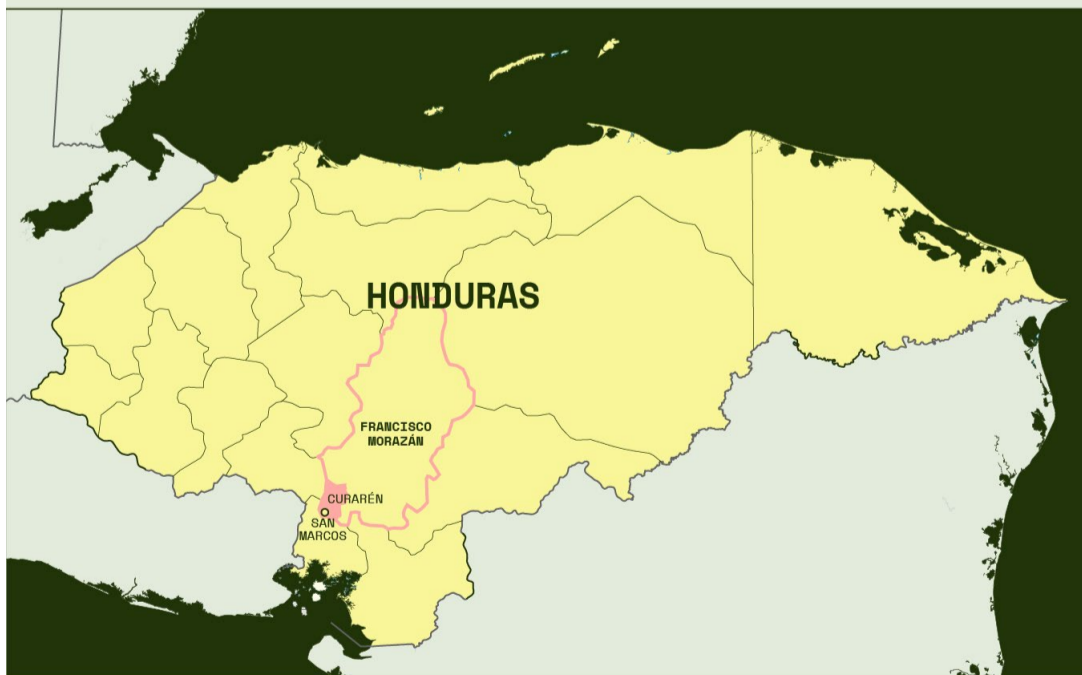 HONDURAS
FRANCISCO
MORAZÁN
CURARÉN
SAN
MARCOS